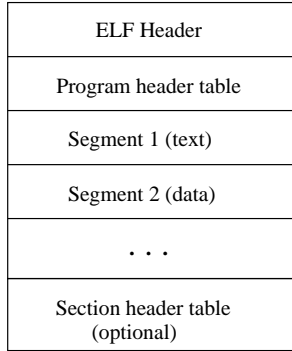 ELF Header
Program header table
Segment 1 (text)
Segment 2 (data)
. . .
Section header table
(optional)